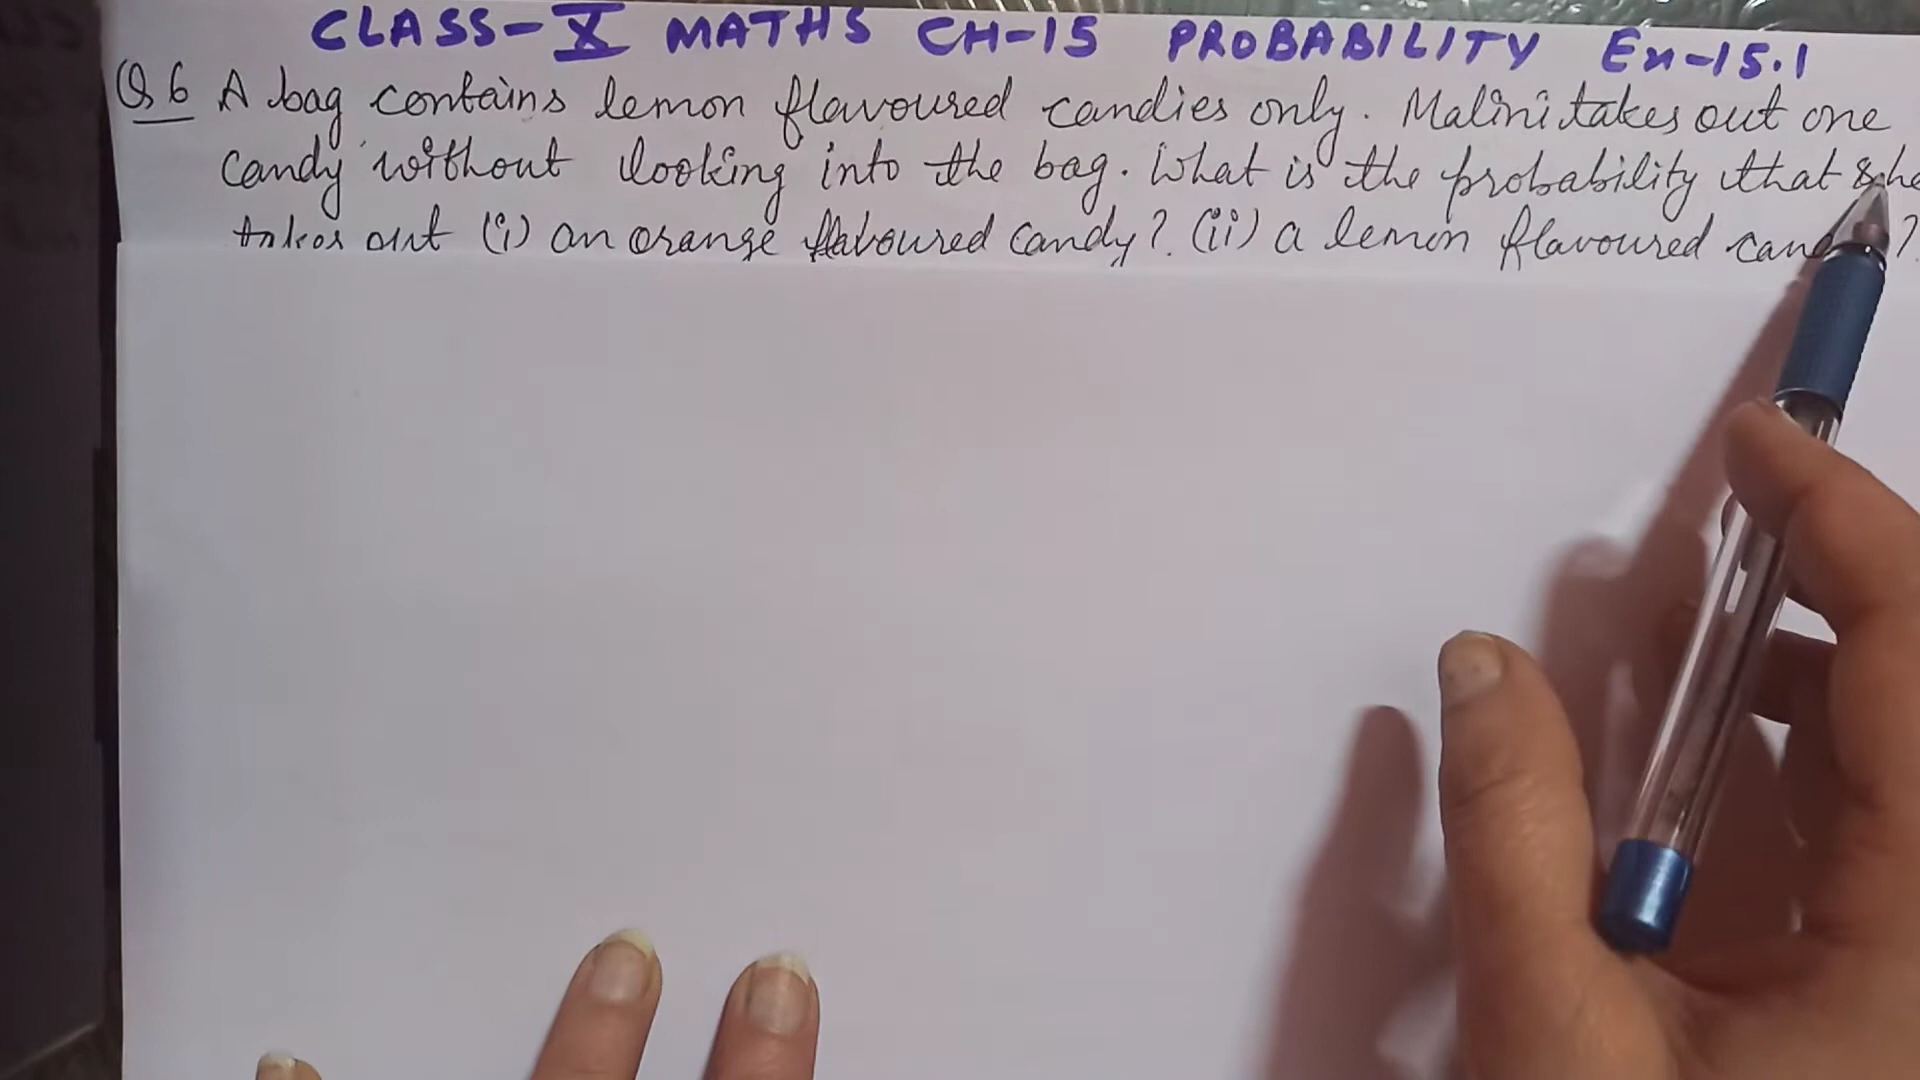 CLASS-X MATHS CH-15 PROBABILITY Ex-15.1
Q6 A bag contains lemon flavoured candies only. Malini takes out one
candy without looking into the bag. What is the probability that she
takes out (i) an orange flavoured candy? (ii) a lemon flavoured cand ?